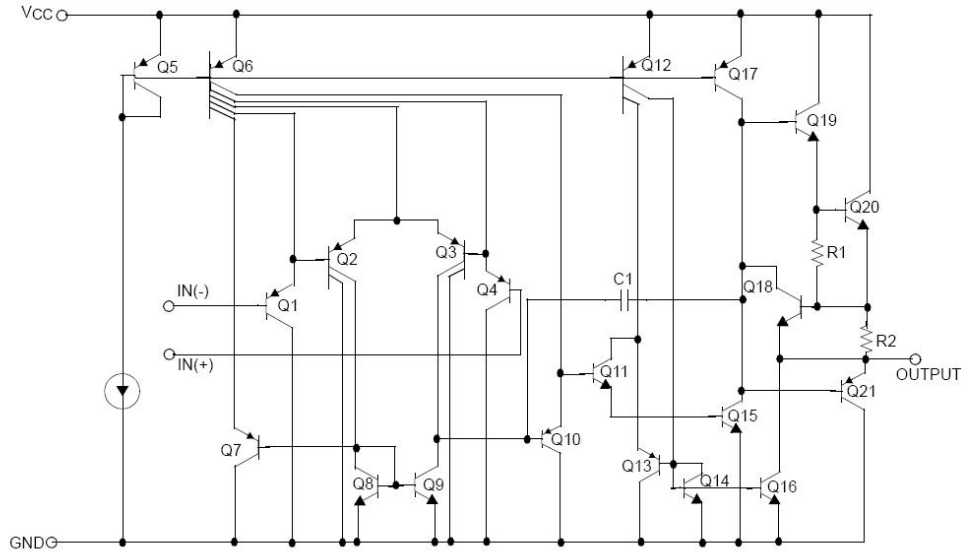 VCC
Q5
Q6
Q12
Q17
Q19
Q20
R1
Q2
Q3
Q4
C1
Q18
IN(-)
Q1
R2
IN(+)
Q11
OUTPUT
Q21
Q15
Q7
Q10
Q8
Q9
Q13
Q14
Q16
GND